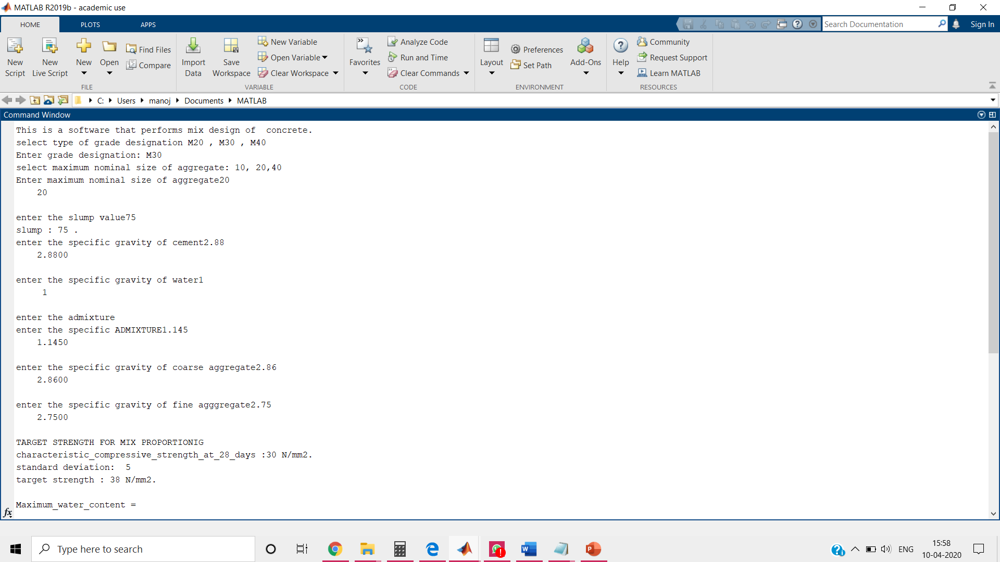 MATLAB R2019b - academic use
HOME PLOTS APPS
Search Documentation
Sign In
New Script
New Live Script
New
Open
Find Files
Compare
FILE
Import Data
Save Workspace
New Variable
Open Variable
Clear Workspace
VARIABLE
Favorites
Analyze Code
Run and Time
Clear Commands
CODE
Layout
Preferences
Set Path
Add-Ons
ENVIRONMENT
Help
Community
Request Support
Learn MATLAB
RESOURCES
C: Users manoj Documents MATLAB
Command Window
This is a software that performs mix design of  concrete.
select type of grade designation M20 , M30 , M40
Enter grade designation: M30
select maximum nominal size of aggregate: 10, 20,40
Enter maximum nominal size of aggregate20
20
enter the slump value75
slump : 75 .
enter the specific gravity of cement2.88
2.8800
enter the specific gravity of water1
1
enter the admixture
enter the specific ADMIXTURE1.145
1.1450
enter the specific gravity of coarse aggregate2.86
2.8600
enter the specific gravity of fine agggregate2.75
2.7500
TARGET STRENGTH FOR MIX PROPORTIONIG
characteristic_compressive_strength_at_28_days :30 N/mm2.
standard deviation:  5
target strength : 38 N/mm2.
Maximum_water_content =
fx
Type here to search
ENG
15:58
10-04-2020